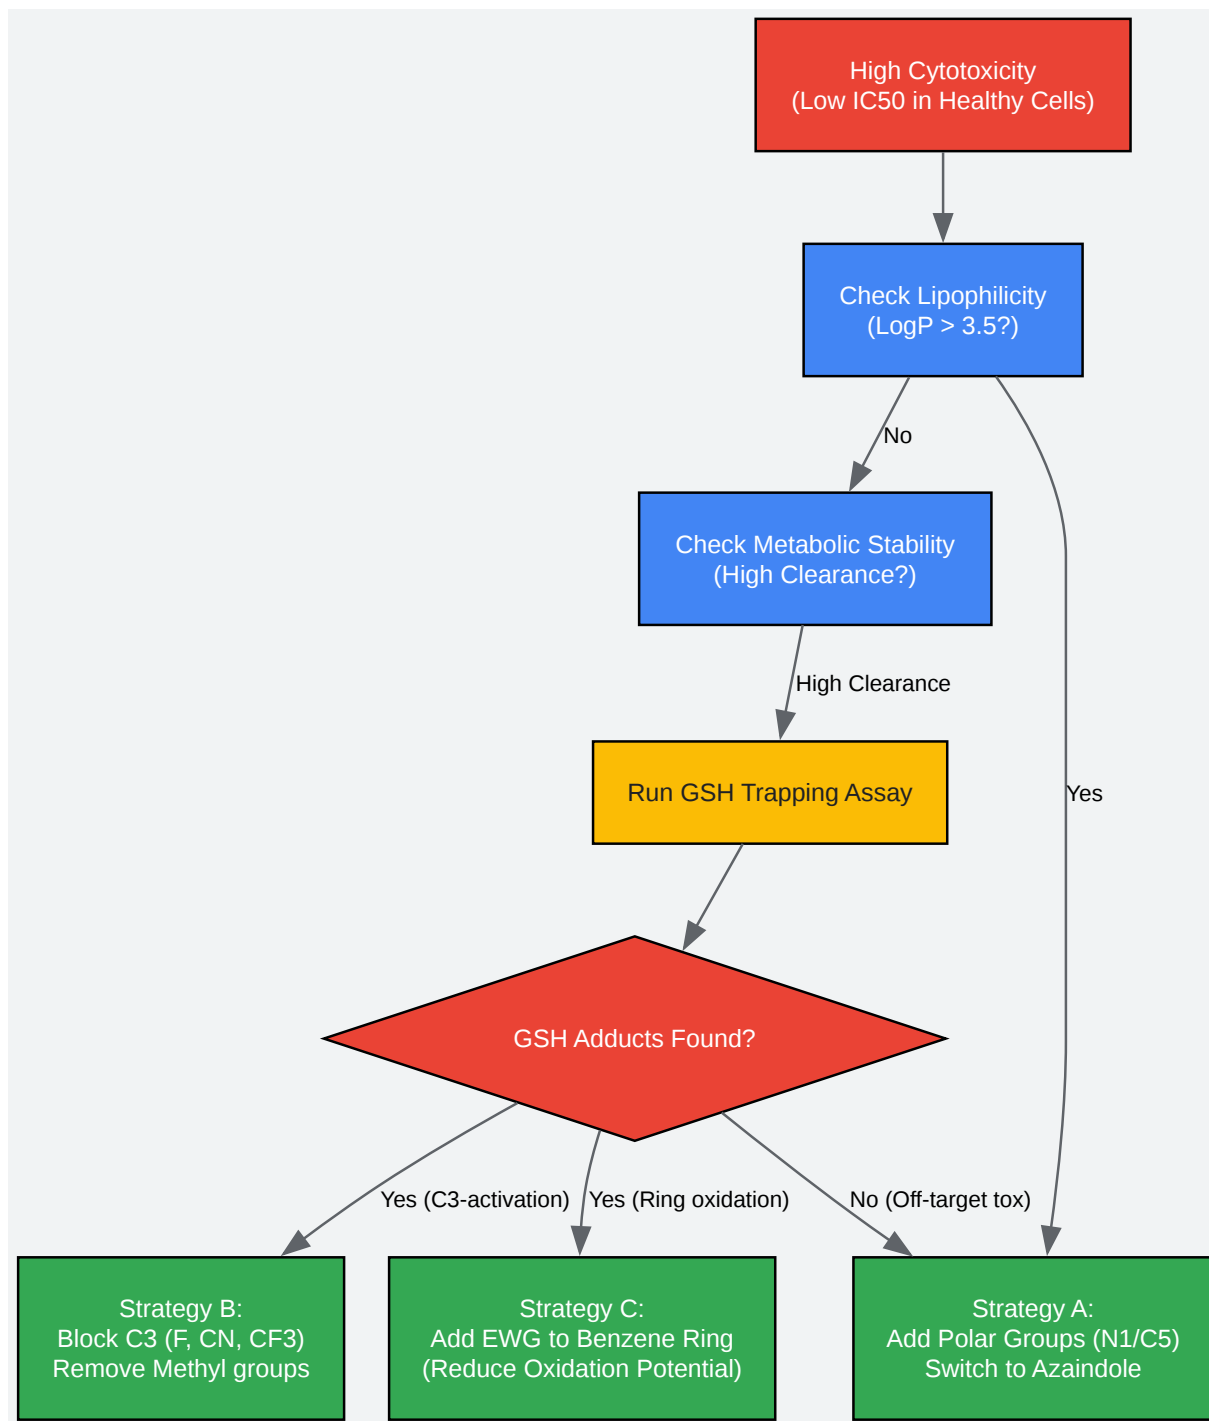 High Cytotoxicity
(Low IC50 in Healthy Cells)
Check Lipophilicity
(LogP > 3.5?)
No
Check Metabolic Stability
(High Clearance?)
High Clearance
Run GSH Trapping Assay
Yes
GSH Adducts Found?
Yes (C3-activation)
Yes (Ring oxidation)
No (Off-target tox)
Strategy B:
Block C3 (F, CN, CF3)
Remove Methyl groups
Strategy C:
Add EWG to Benzene Ring
(Reduce Oxidation Potential)
Strategy A:
Add Polar Groups (N1/C5)
Switch to Azaindole